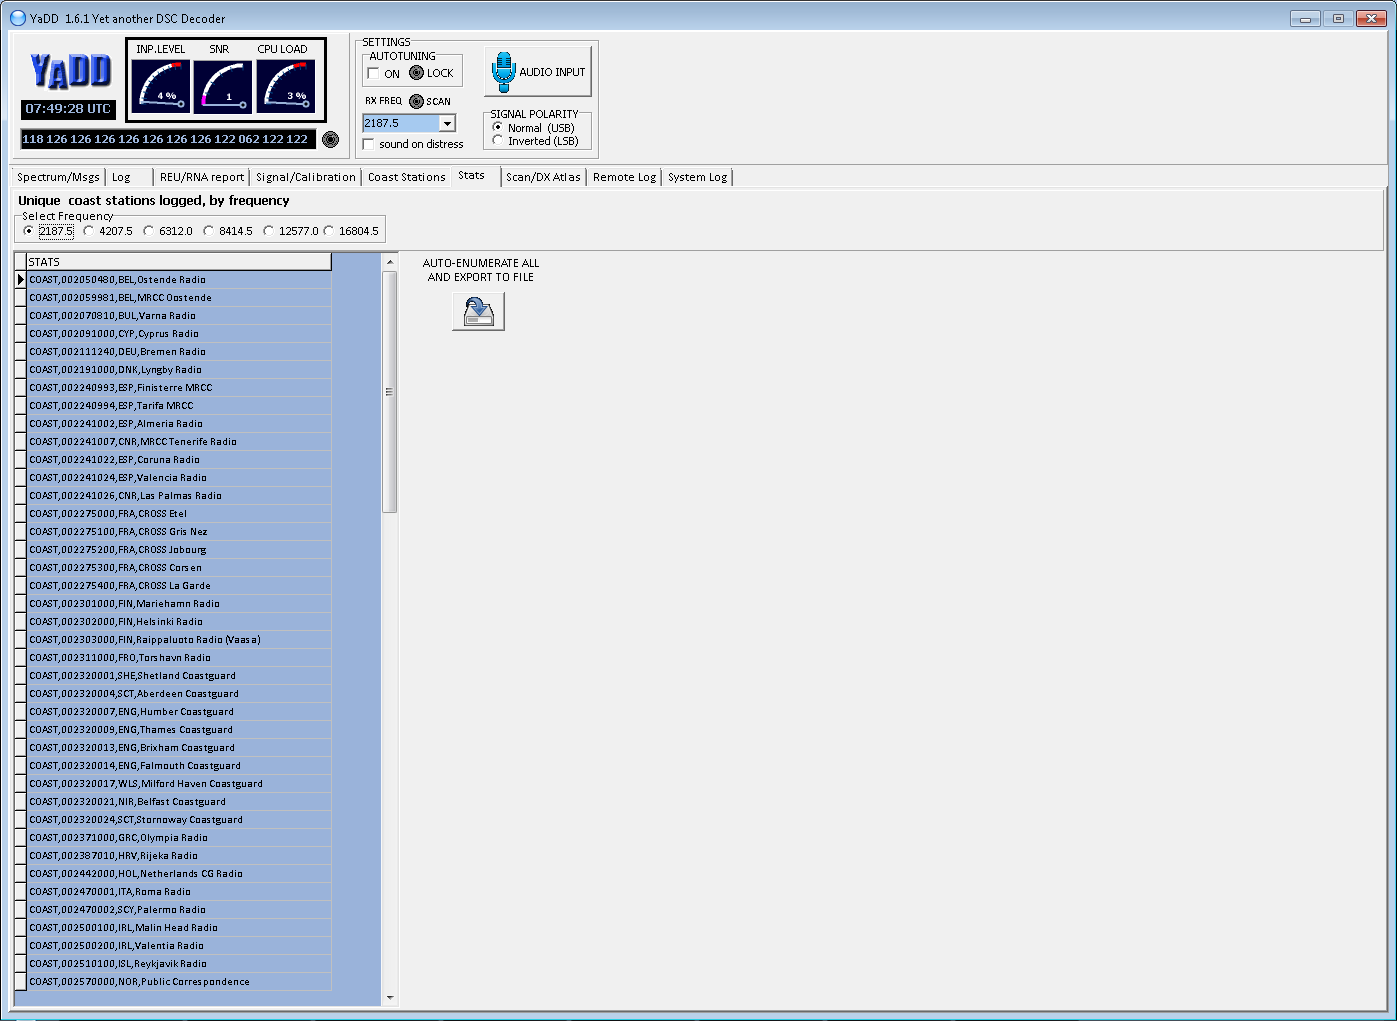 YaDD 1.6.1 Yet another DSC Decoder
YADD
07:49:28 UTC
INP.LEVEL SNR CPU LOAD
4 % 1 3 %
118 126 126 126 126 126 126 126 122 062 122 122
SETTINGS
AUTOTUNING
ON LOCK
RX FREQ SCAN
2187.5
sound on distress
AUDIO INPUT
SIGNAL POLARITY
Normal (USB)
Inverted (LSB)
Spectrum/Msgs Log REU/RNA report Signal/Calibration Coast Stations Stats Scan/DX Atlas Remote Log System Log
Unique coast stations logged, by frequency
Select Frequency
2187.5 4207.5 6312.0 8414.5 12577.0 16804.5
STATS
COAST,002050480,BEL,Ostende Radio
COAST,002059981,BEL,MRCC Oostende
COAST,002070810,BUL,Varna Radio
COAST,002091000,CYP,Cyprus Radio
COAST,002111240,DEU,Bremen Radio
COAST,002191000,DNK,Lyngby Radio
COAST,002240993,ESP,Finisterre MRCC
COAST,002240994,ESP,Tarifa MRCC
COAST,002241002,ESP,Almeria Radio
COAST,002241007,CNR,MRCC Tenerife Radio
COAST,002241022,ESP,Coruna Radio
COAST,002241024,ESP,Valencia Radio
COAST,002241026,CNR,Las Palmas Radio
COAST,002275000,FRA,CROSS Etel
COAST,002275100,FRA,CROSS Gris Nez
COAST,002275200,FRA,CROSS Jobourg
COAST,002275300,FRA,CROSS Corsen
COAST,002275400,FRA,CROSS La Garde
COAST,002301000,FIN,Mariehamn Radio
COAST,002302000,FIN,Helsinki Radio
COAST,002303000,FIN,Raippaluoto Radio (Vaasa)
COAST,002311000,FRO,Torshavn Radio
COAST,002320001,SHE,Shetland Coastguard
COAST,002320004,SCT,Aberdeen Coastguard
COAST,002320007,ENG,Humber Coastguard
COAST,002320009,ENG,Thames Coastguard
COAST,002320013,ENG,Brixham Coastguard
COAST,002320014,ENG,Falmouth Coastguard
COAST,002320017,WLS,Milford Haven Coastguard
COAST,002320021,NIR,Belfast Coastguard
COAST,002320024,SCT,Stornoway Coastguard
COAST,002371000,GRC,Olympia Radio
COAST,002387010,HRV,Rijeka Radio
COAST,002442000,HOL,Netherlands CG Radio
COAST,002470001,ITA,Roma Radio
COAST,002470002,SCY,Palermo Radio
COAST,002500100,IRL,Malin Head Radio
COAST,002500200,IRL,Valentia Radio
COAST,002510100,ISL,Reykjavik Radio
COAST,002570000,NOR,Public Correspondence
AUTO-ENUMERATE ALL
AND EXPORT TO FILE